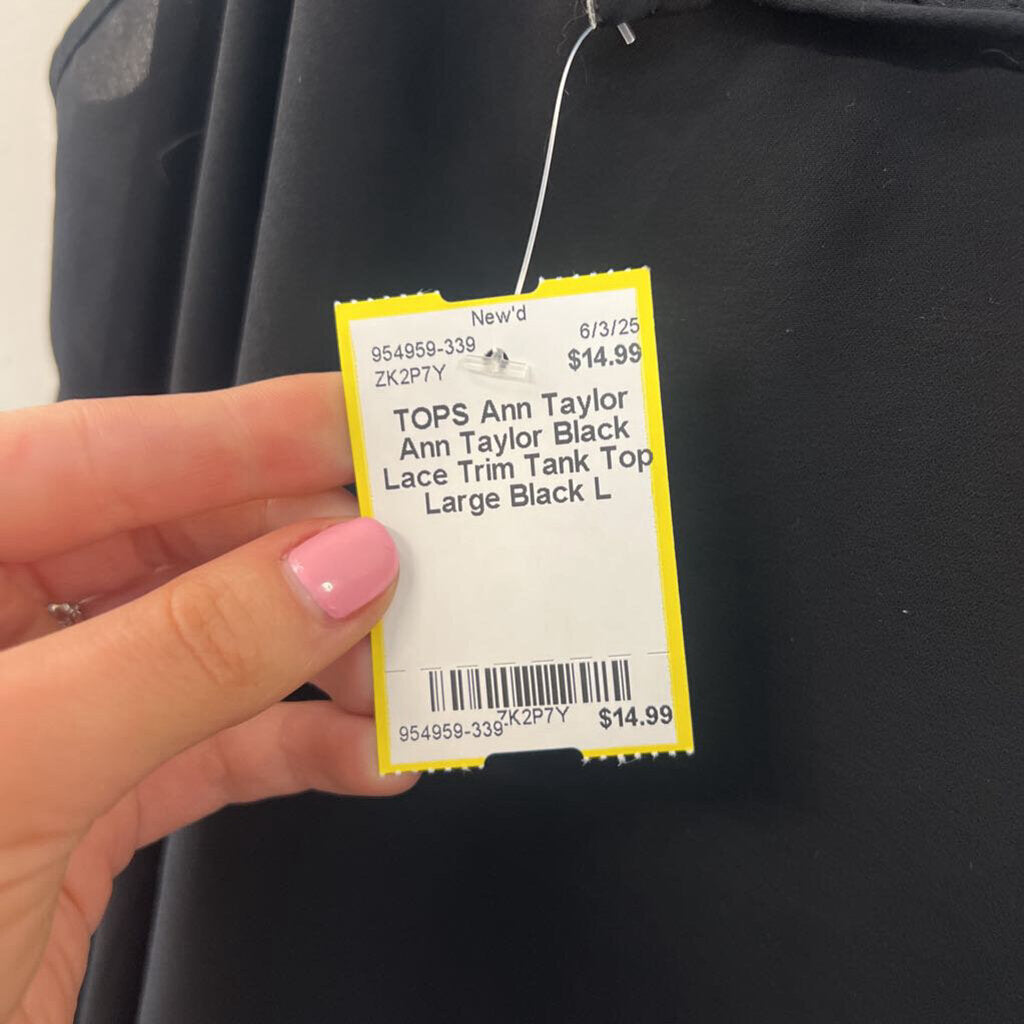 New'd
954959-339 6/3/25
ZK2P7Y $14.99
TOPS Ann Taylor
Ann Taylor Black
Lace Trim Tank Top
Large Black L
954959-339-ZK2P7Y $14.99